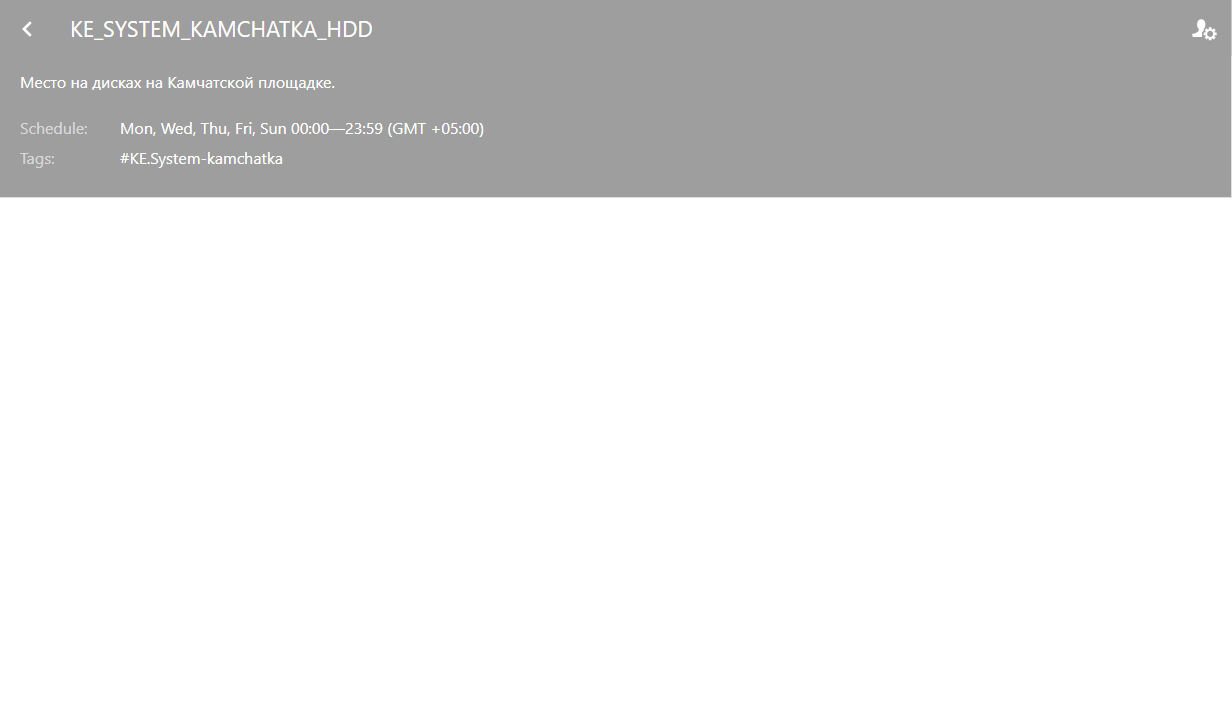 KE_SYSTEM_KAMCHATKA_HDD
Место на дисках на Камчатской площадке.
Schedule: Mon, Wed, Thu, Fri, Sun 00:00—23:59 (GMT +05:00)
Tags: #KE.System-kamchatka